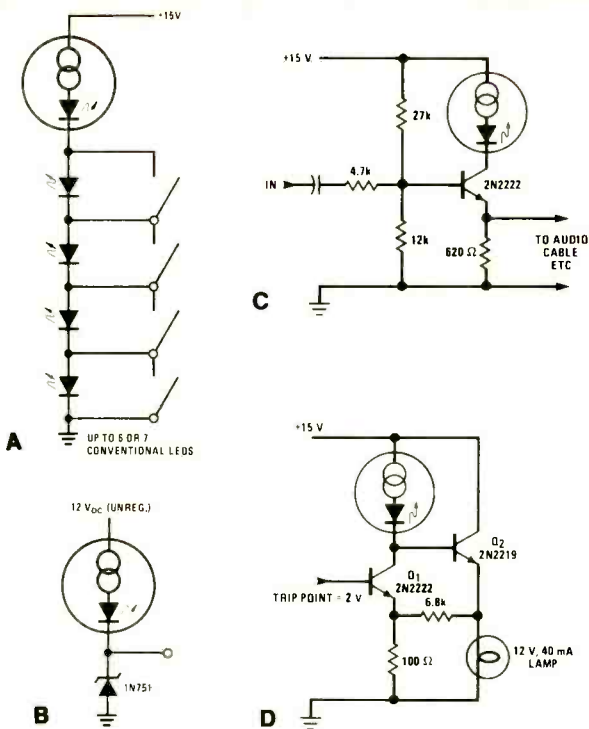 +15V
UP TO 6 OR 7
CONVENTIONAL LEDS
A
12 VDC (UNREG.)
1N751
B
+15 V
27k
IN
4.7k
2N2222
12k
620 Ω
TO AUDIO
CABLE
ETC
C
+15 V
Q2
2N2219
Q1
2N2222
TRIP POINT = 2 V
6.8k
100 Ω
12 V, 40 mA
LAMP
D